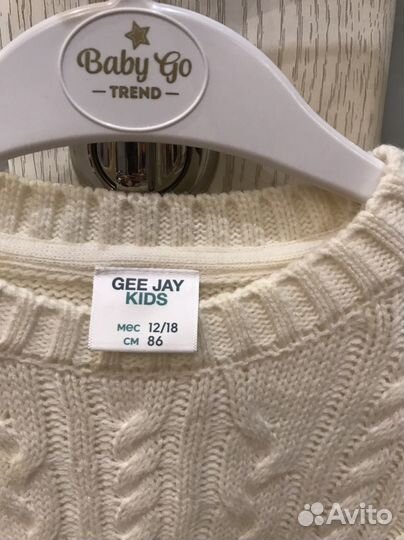 Baby Go
— TREND —
GEE JAY
KIDS
мес 12/18
см 86
Avito